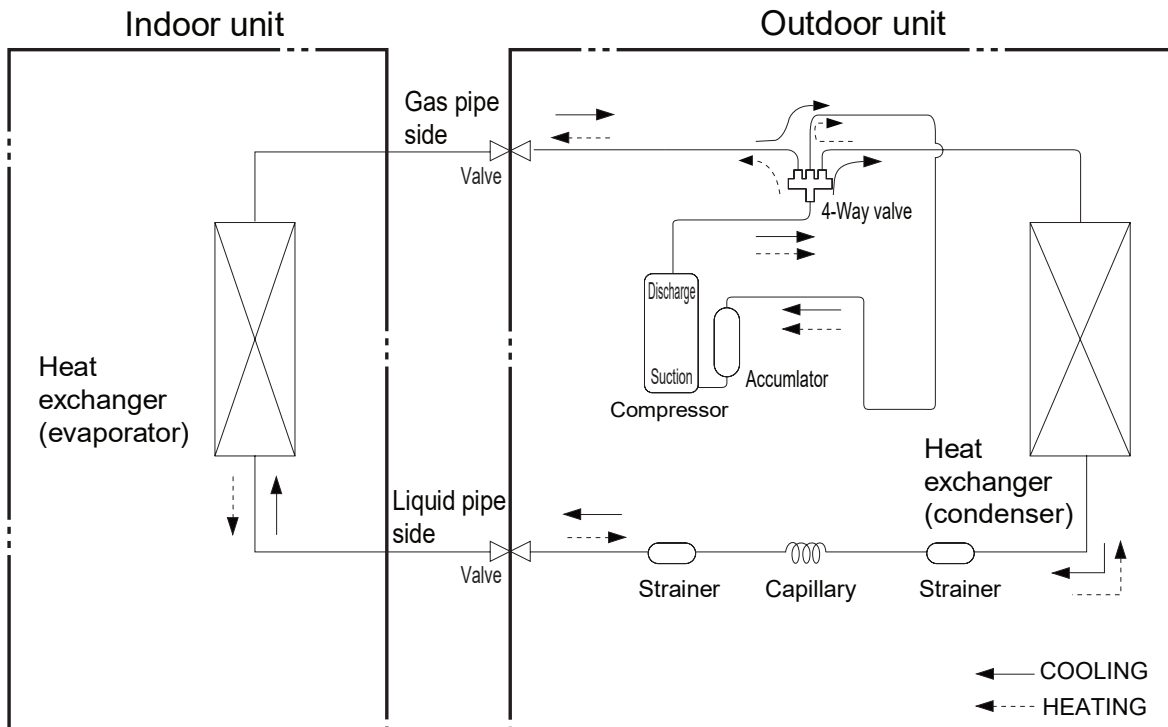 Indoor unit
Outdoor unit
Gas pipe
side
Valve
4-Way valve
Discharge
Suction
Compressor
Accumlator
Heat
exchanger
(evaporator)
Heat
exchanger
(condenser)
Liquid pipe
side
Valve
Strainer
Capillary
Strainer
COOLING
HEATING